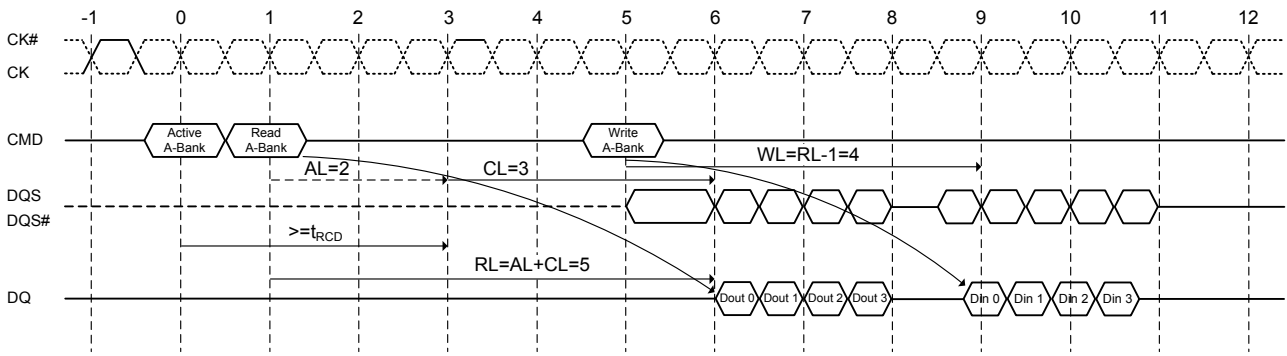 -1 0 1 2 3 4 5 6 7 8 9 10 11 12
CK#
CK
CMD
Active
A-Bank
Read
A-Bank
Write
A-Bank
WL=RL-1=4
AL=2
CL=3
DQS
DQS#
>=tRCD
RL=AL+CL=5
DQ
Dout 0 Dout 1 Dout 2 Dout 3 Din 0 Din 1 Din 2 Din 3